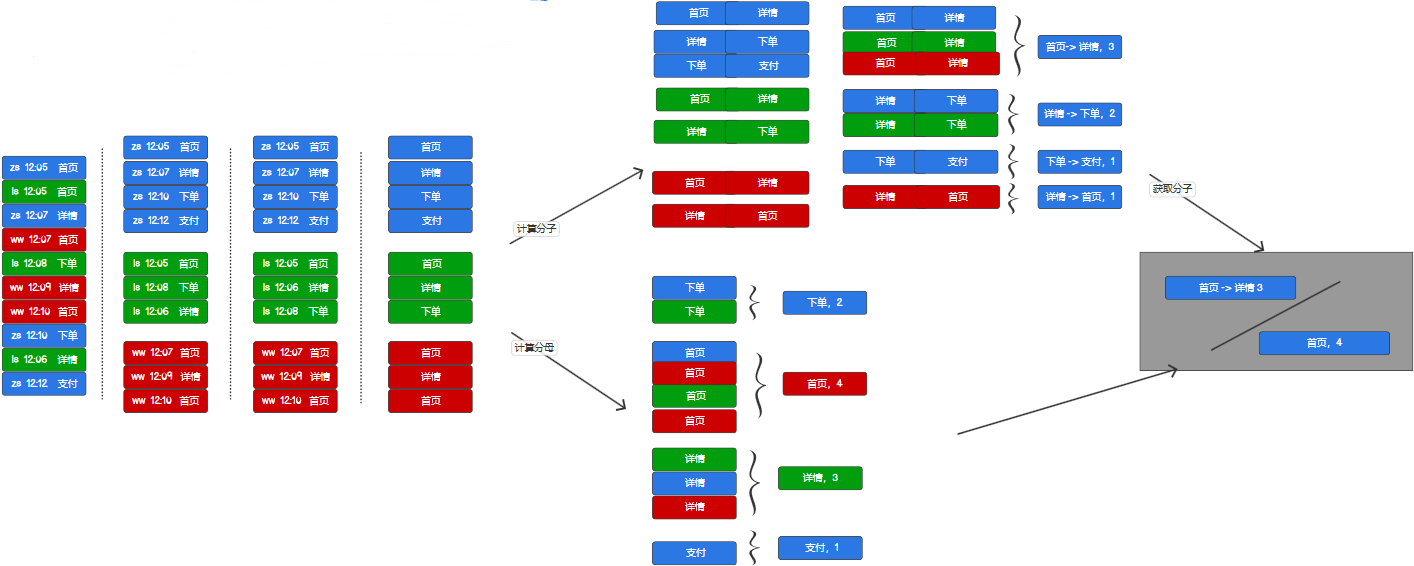 zs 12:05 首页
ls 12:05 首页
zs 12:07 详情
ww 12:07 首页
ls 12:08 下单
ww 12:09 详情
ww 12:10 首页
zs 12:10 下单
ls 12:06 详情
zs 12:12 支付
zs 12:05 首页
zs 12:07 详情
zs 12:10 下单
zs 12:12 支付
ls 12:05 首页
ls 12:08 下单
ls 12:06 详情
ww 12:07 首页
ww 12:09 详情
ww 12:10 首页
zs 12:05 首页
zs 12:07 详情
zs 12:10 下单
zs 12:12 支付
ls 12:05 首页
ls 12:06 详情
ls 12:08 下单
ww 12:07 首页
ww 12:09 详情
ww 12:10 首页
首页
详情
下单
支付
首页
详情
下单
首页
详情
首页
计算分子
计算分母
首页 详情
详情 下单
下单 支付
首页 详情
详情 下单
首页 详情
详情 首页
首页 详情
首页 详情
首页 详情
首页-> 详情, 3
详情 下单
详情 下单
详情 -> 下单, 2
下单 支付
下单 -> 支付, 1
详情 首页
详情 -> 首页, 1
下单
下单
下单, 2
首页
首页
首页
首页
首页, 4
详情
详情
详情
详情, 3
支付
支付, 1
获取分子
首页 -> 详情 3
首页, 4